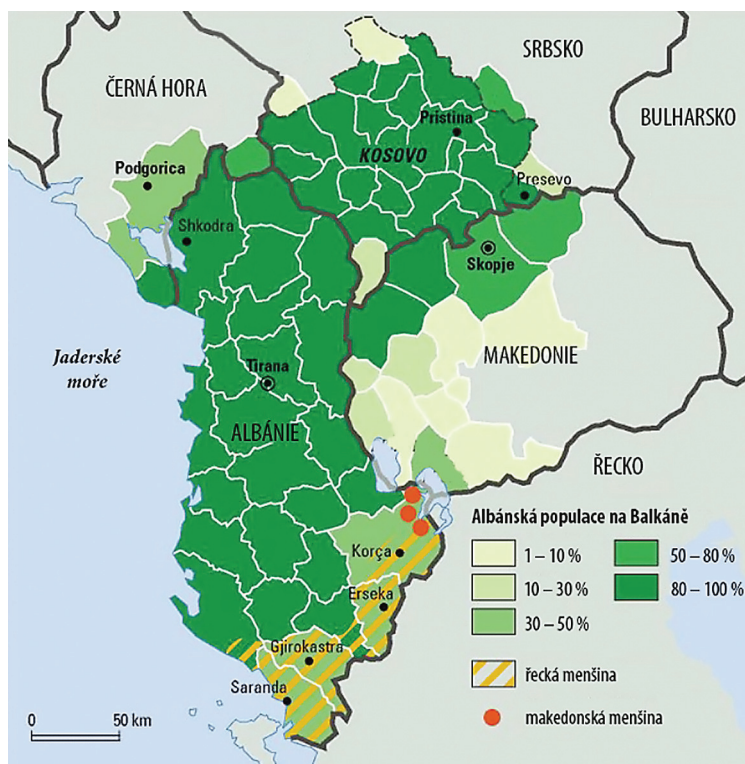 SRBSKO
ČERNÁ HORA
BULHARSKO
Pristina
KOSOVO
Podgorica
Presevo
Shkodra
Skopje
Jaderské
moře
MAKEDONIE
Tirana
ALBÁNIE
ŘECKO
Albánská populace na Balkáně
1 – 10 %
50 – 80 %
10 – 30 %
80 – 100 %
30 – 50 %
Korça
Erseka
Gjirokastra
řecká menšina
Saranda
makedonská menšina
0 50 km